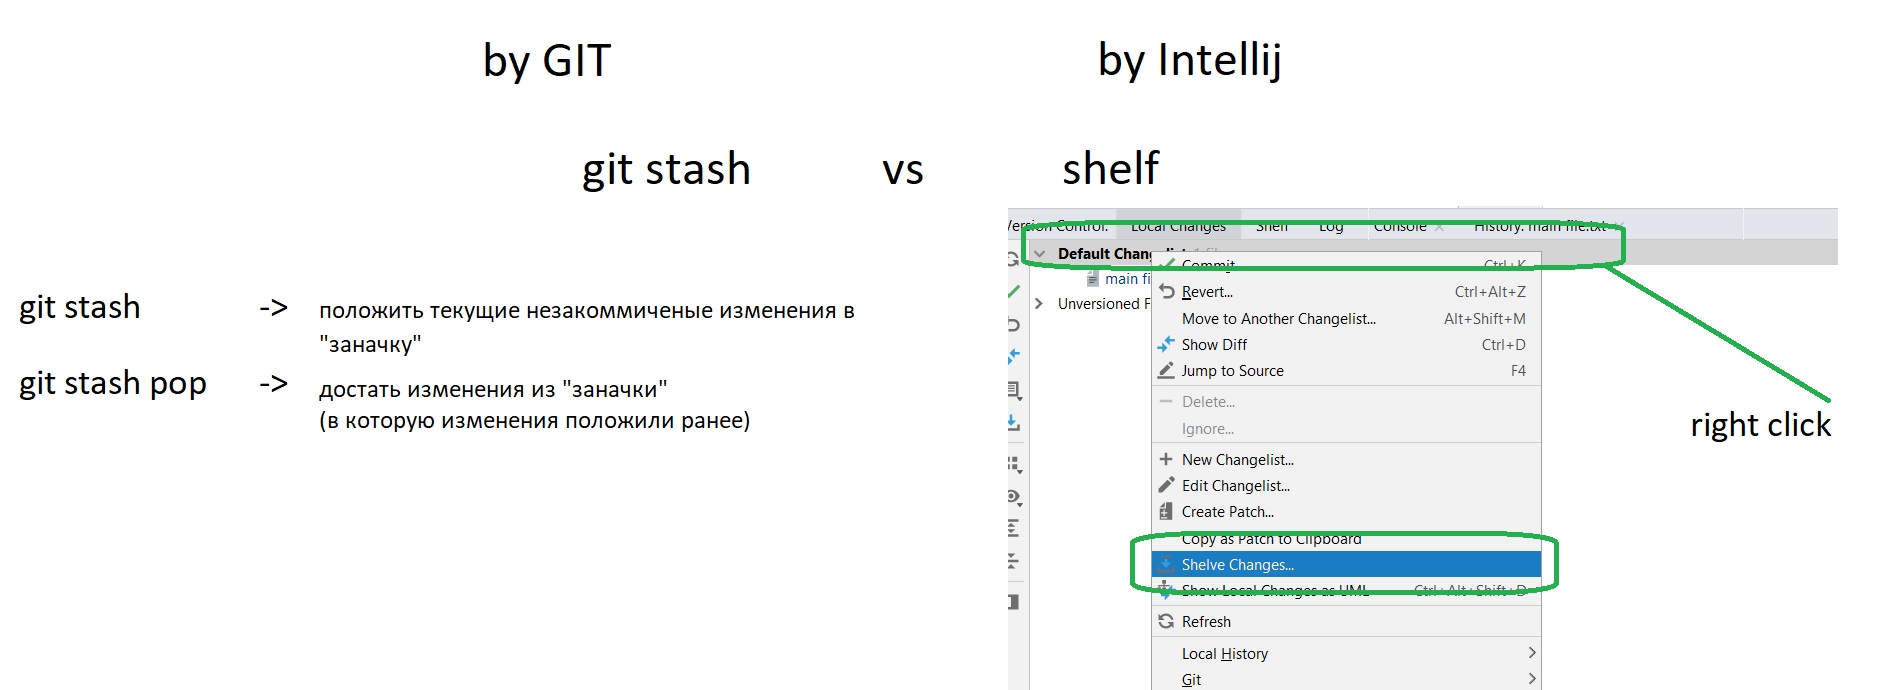 by GIT
by Intellij
git stash vs shelf
git stash -> положить текущие незакоммиченые изменения в
"заначку"
git stash pop -> достать изменения из "заначки"
(в которую изменения положили ранее)
Version Control: Local Changes Shelf Log Console × History: main file.txt ×
Default Chang
Commit Ctrl+K
main fi
Revert... Ctrl+Alt+Z
Unversioned F
Move to Another Changelist... Alt+Shift+M
Show Diff Ctrl+D
Jump to Source F4
Delete...
Ignore...
right click
New Changelist...
Edit Changelist...
Create Patch...
Copy as Patch to Clipboard
Shelve Changes...
Show Local Changes as UML Ctrl+Alt+Shift+D
Refresh
Local History
Git